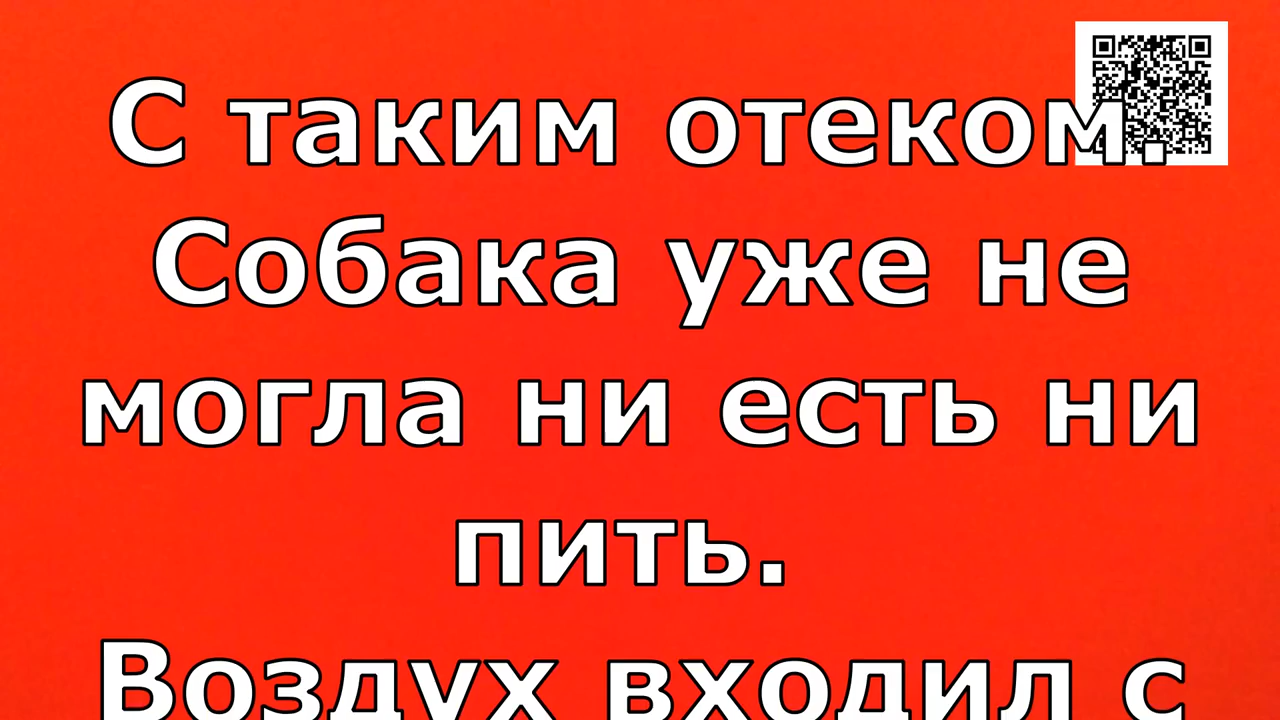 С таким отеком.
Собака уже не
могла ни есть ни
пить.
Воздух входил с